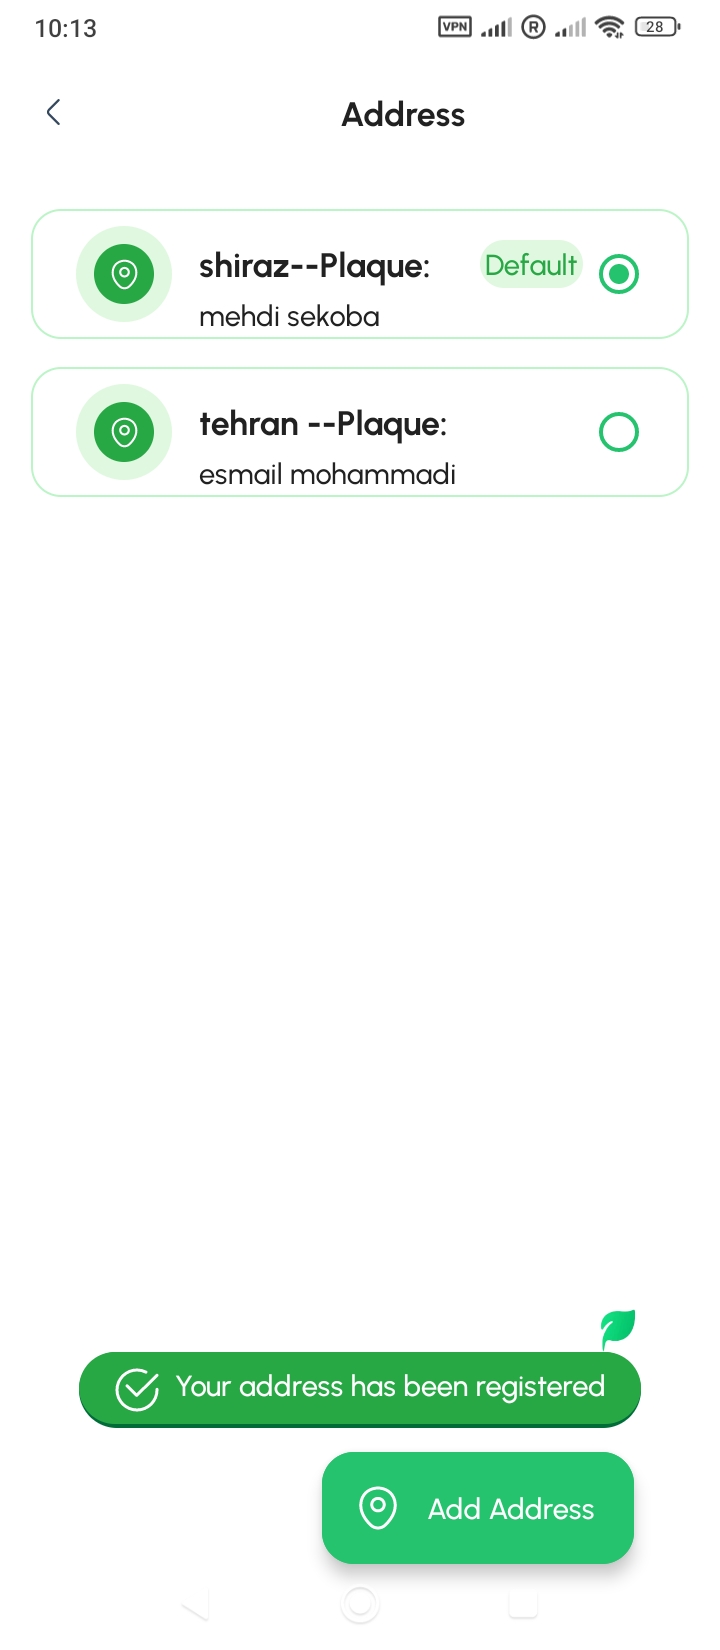 10:13
VPN
R
28
Address
shiraz--Plaque:
Default
mehdi sekoba
tehran --Plaque:
esmail mohammadi
Your address has been registered
Add Address